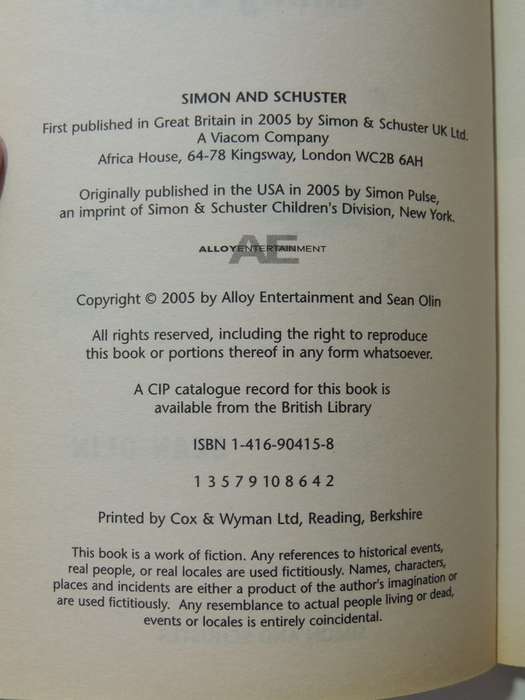 SIMON AND SCHUSTER
First published in Great Britain in 2005 by Simon & Schuster UK Ltd.
A Viacom Company
Africa House, 64-78 Kingsway, London WC2B 6AH
Originally published in the USA in 2005 by Simon Pulse,
an imprint of Simon & Schuster Children's Division, New York.
AE
ALLOYENTERTAINMENT
Copyright © 2005 by Alloy Entertainment and Sean Olin
All rights reserved, including the right to reproduce
this book or portions thereof in any form whatsoever.
A CIP catalogue record for this book is
available from the British Library
ISBN 1-416-90415-8
1 3 5 7 9 10 8 6 4 2
Printed by Cox & Wyman Ltd, Reading, Berkshire
This book is a work of fiction. Any references to historical events,
real people, or real locales are used fictitiously. Names, characters,
places and incidents are either a product of the author's imagination or
are used fictitiously. Any resemblance to actual people living or dead,
events or locales is entirely coincidental.